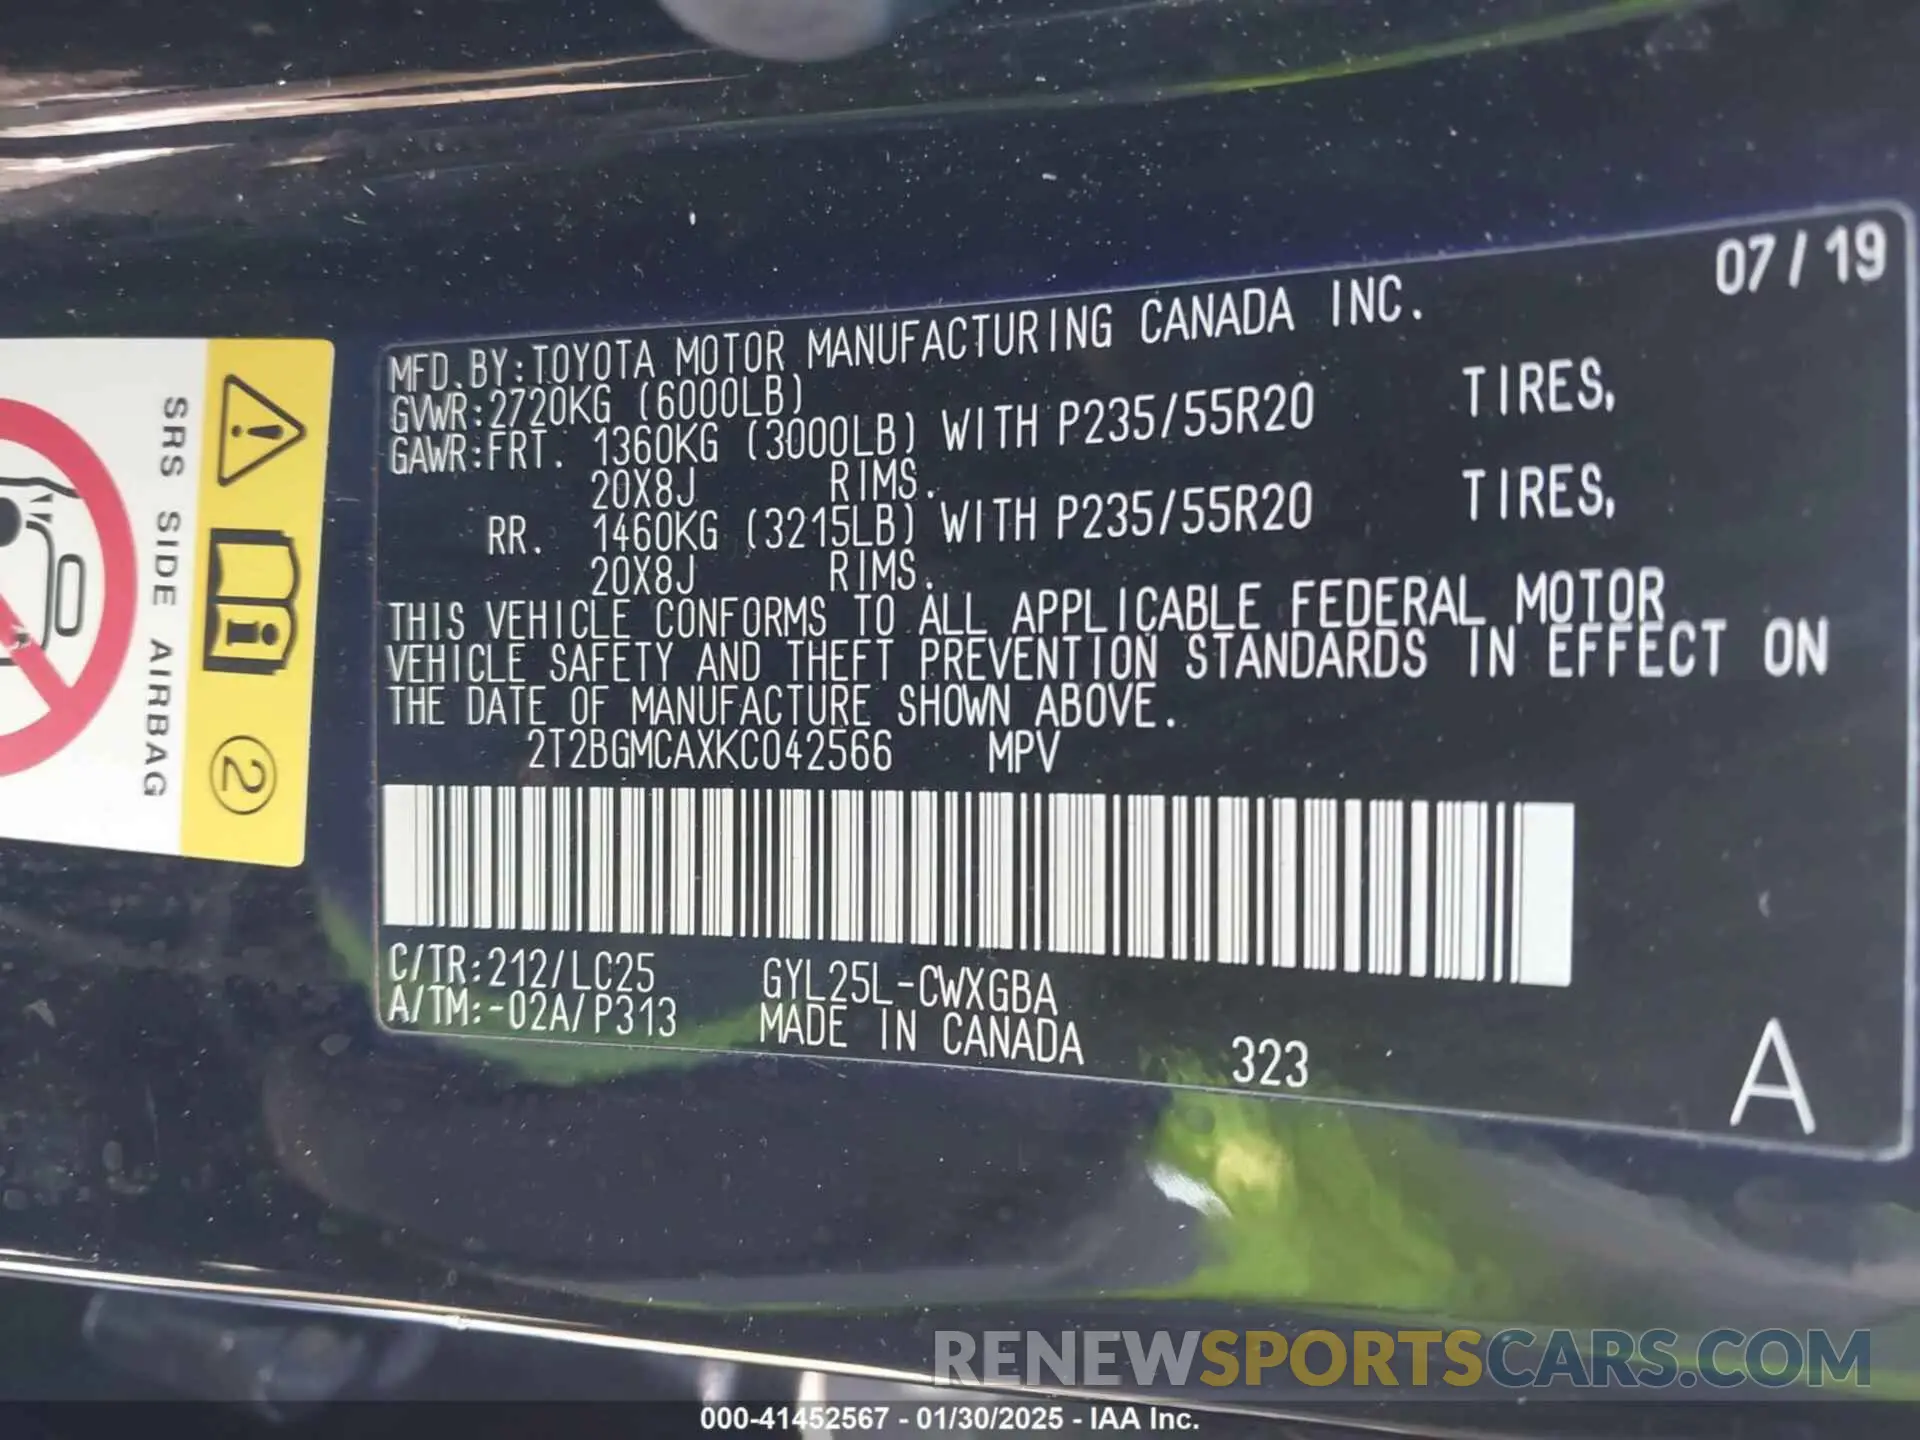 07/19
MFD.BY:TOYOTA MOTOR MANUFACTURING CANADA INC.
GVWR:2720KG (6000LB)
GAWR:FRT. 1360KG (3000LB) WITH P235/55R20 TIRES,
20X8J RIMS.
RR. 1460KG (3215LB) WITH P235/55R20 TIRES,
20X8J RIMS.
THIS VEHICLE CONFORMS TO ALL APPLICABLE FEDERAL MOTOR
VEHICLE SAFETY AND THEFT PREVENTION STANDARDS IN EFFECT ON
THE DATE OF MANUFACTURE SHOWN ABOVE.
2T2BGMCAXKC042566 MPV
C/TR:212/LC25 GYL25L-CWXGBA
A/TM:-02A/P313 MADE IN CANADA
323
A
SRS SIDE AIRBAG
2
RENEWSPORTSCARS.COM
000-41452567 - 01/30/2025 - IAA Inc.